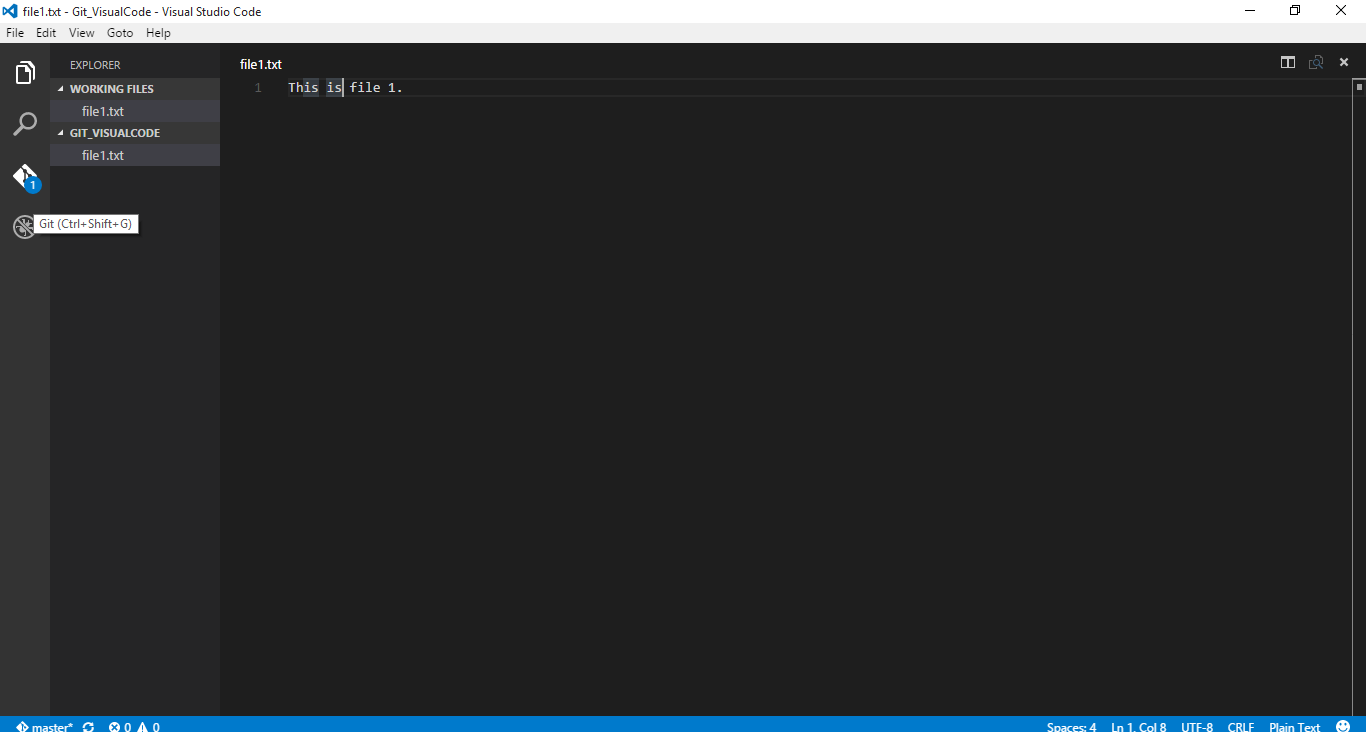 file1.txt - Git_VisualCode - Visual Studio Code
File Edit View Goto Help
EXPLORER
WORKING FILES
file1.txt
GIT_VISUALCODE
file1.txt
1
Git (Ctrl+Shift+G)
file1.txt
1 This is file 1.
master* 0 0 Spaces: 4 Ln 1, Col 8 UTF-8 CRLF Plain Text